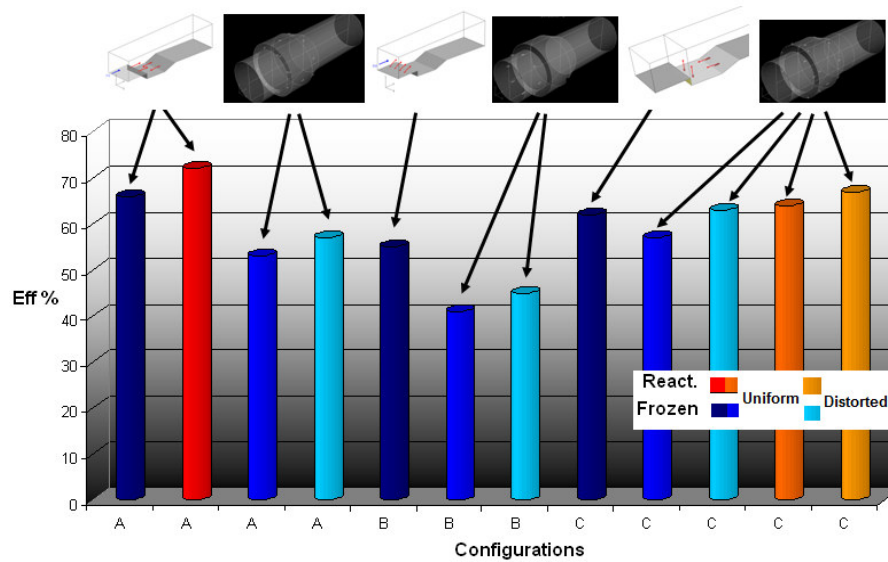 80
70
60
50
40
30
20
10
0
Eff %
React.
Frozen
Uniform
Distorted
A A A A B B B C C C C C
Configurations